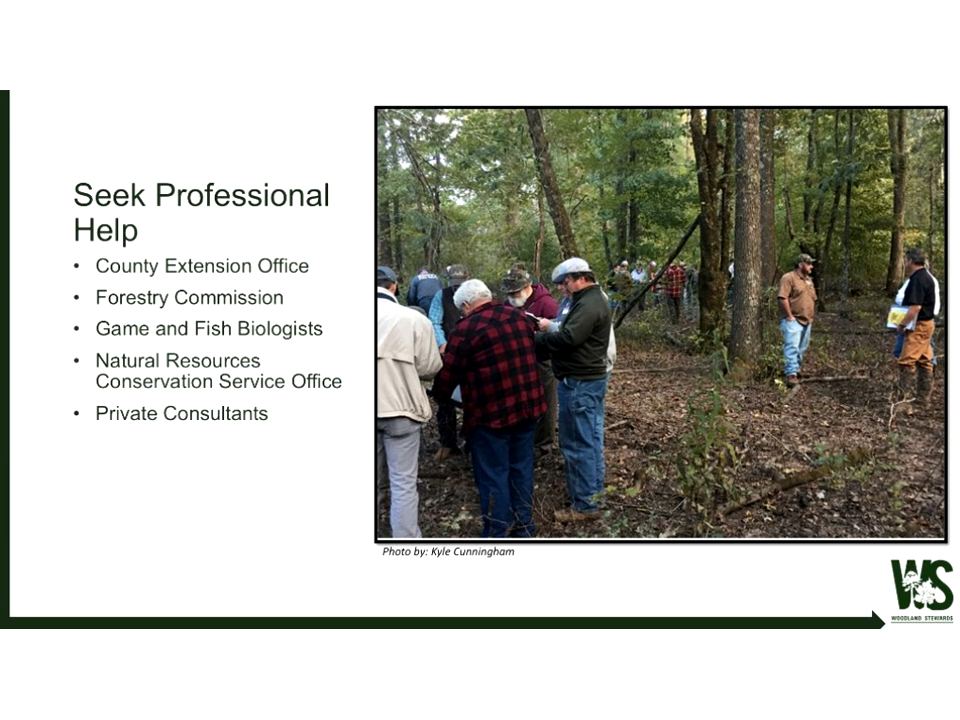 Seek Professional
Help
• County Extension Office
• Forestry Commission
• Game and Fish Biologists
• Natural Resources
Conservation Service Office
• Private Consultants
Photo by: Kyle Cunningham
WS
WOODLAND STEWARDS